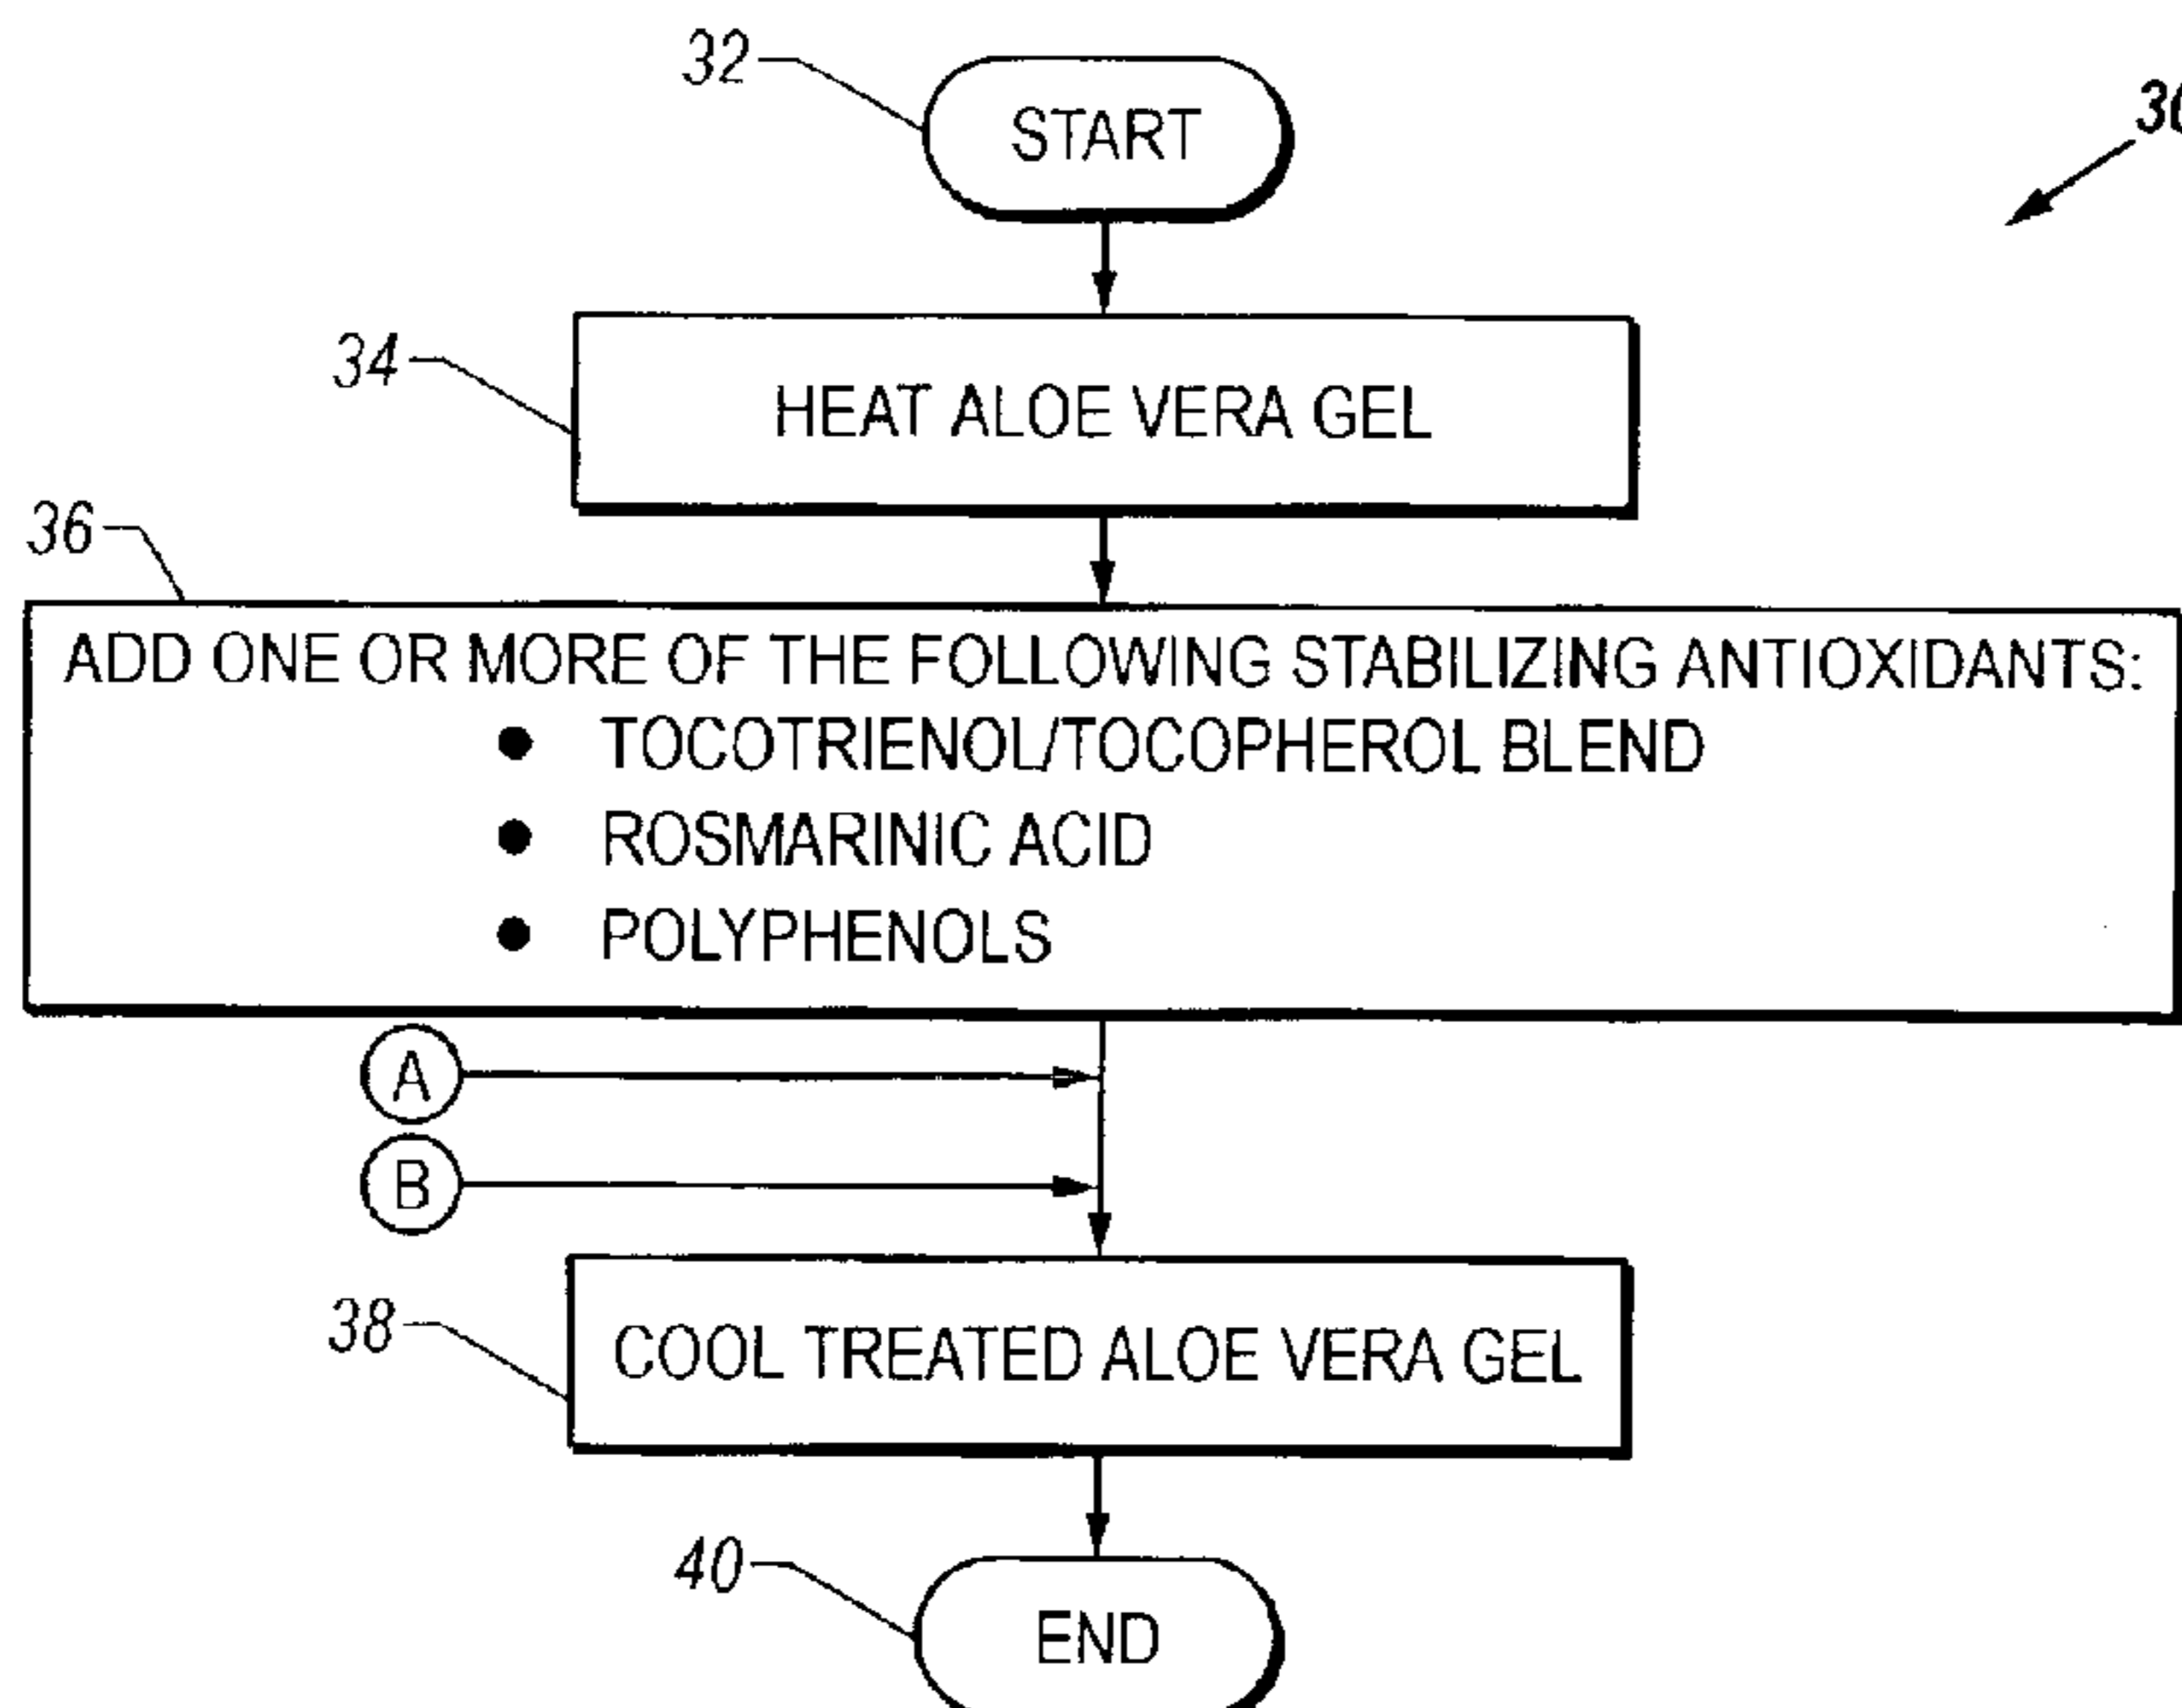 32
START
34
HEAT ALOE VERA GEL
36
ADD ONE OR MORE OF THE FOLLOWING STABILIZING ANTIOXIDANTS:
● TOCOTRIENOL/TOCOPHEROL BLEND
● ROSMARINIC ACID
● POLYPHENOLS
A
B
38
COOL TREATED ALOE VERA GEL
40
END